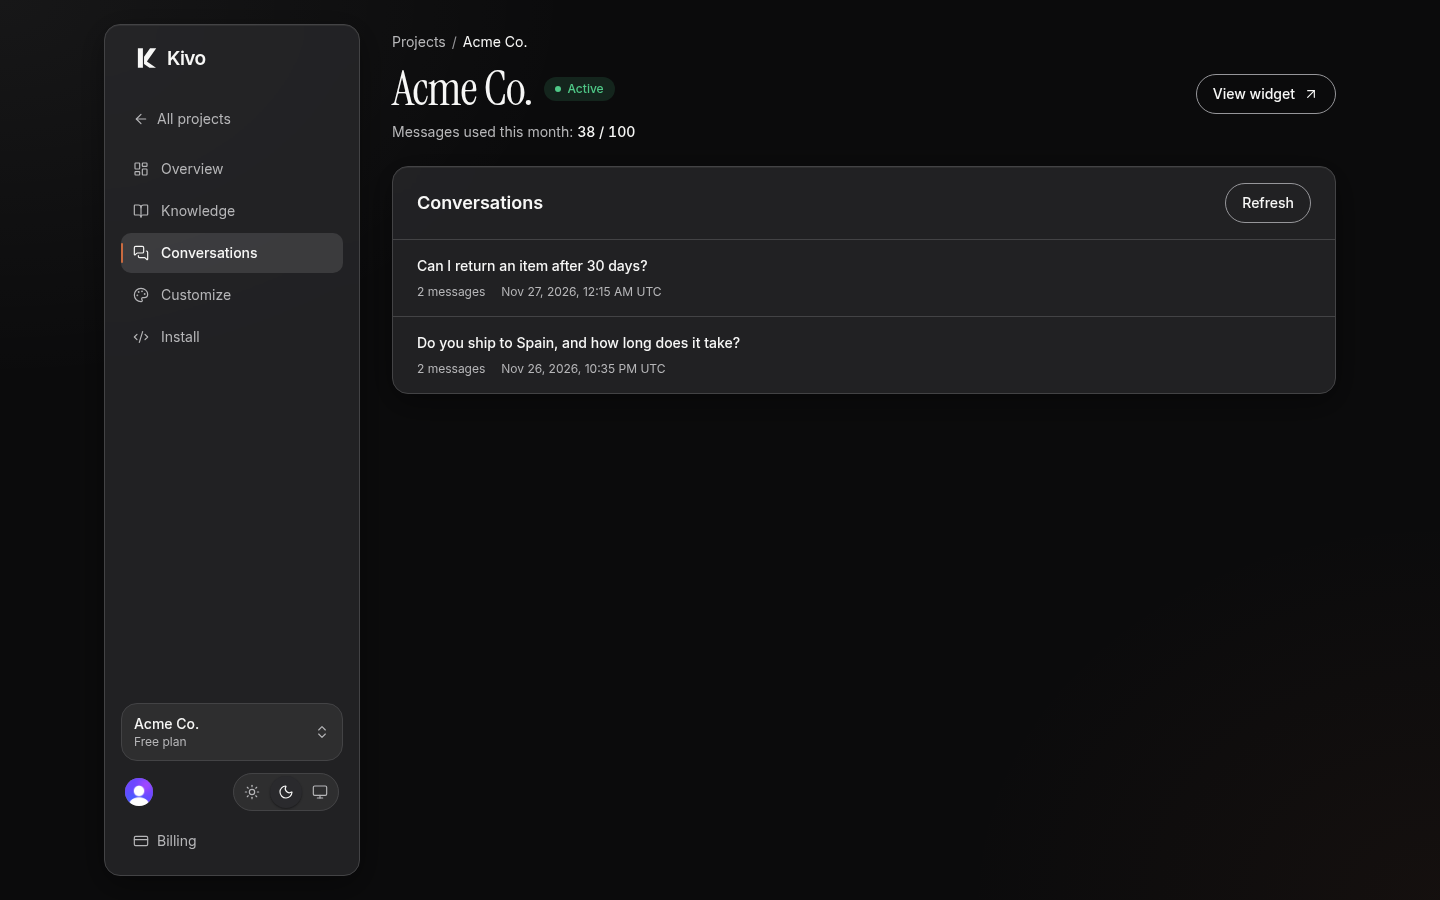 Kivo
All projects
Overview
Knowledge
Conversations
Customize
Install
Acme Co.
Free plan
Billing
Projects / Acme Co.
Acme Co.
Active
View widget
Messages used this month: 38 / 100
Conversations
Refresh
Can I return an item after 30 days?
2 messages Nov 27, 2026, 12:15 AM UTC
Do you ship to Spain, and how long does it take?
2 messages Nov 26, 2026, 10:35 PM UTC